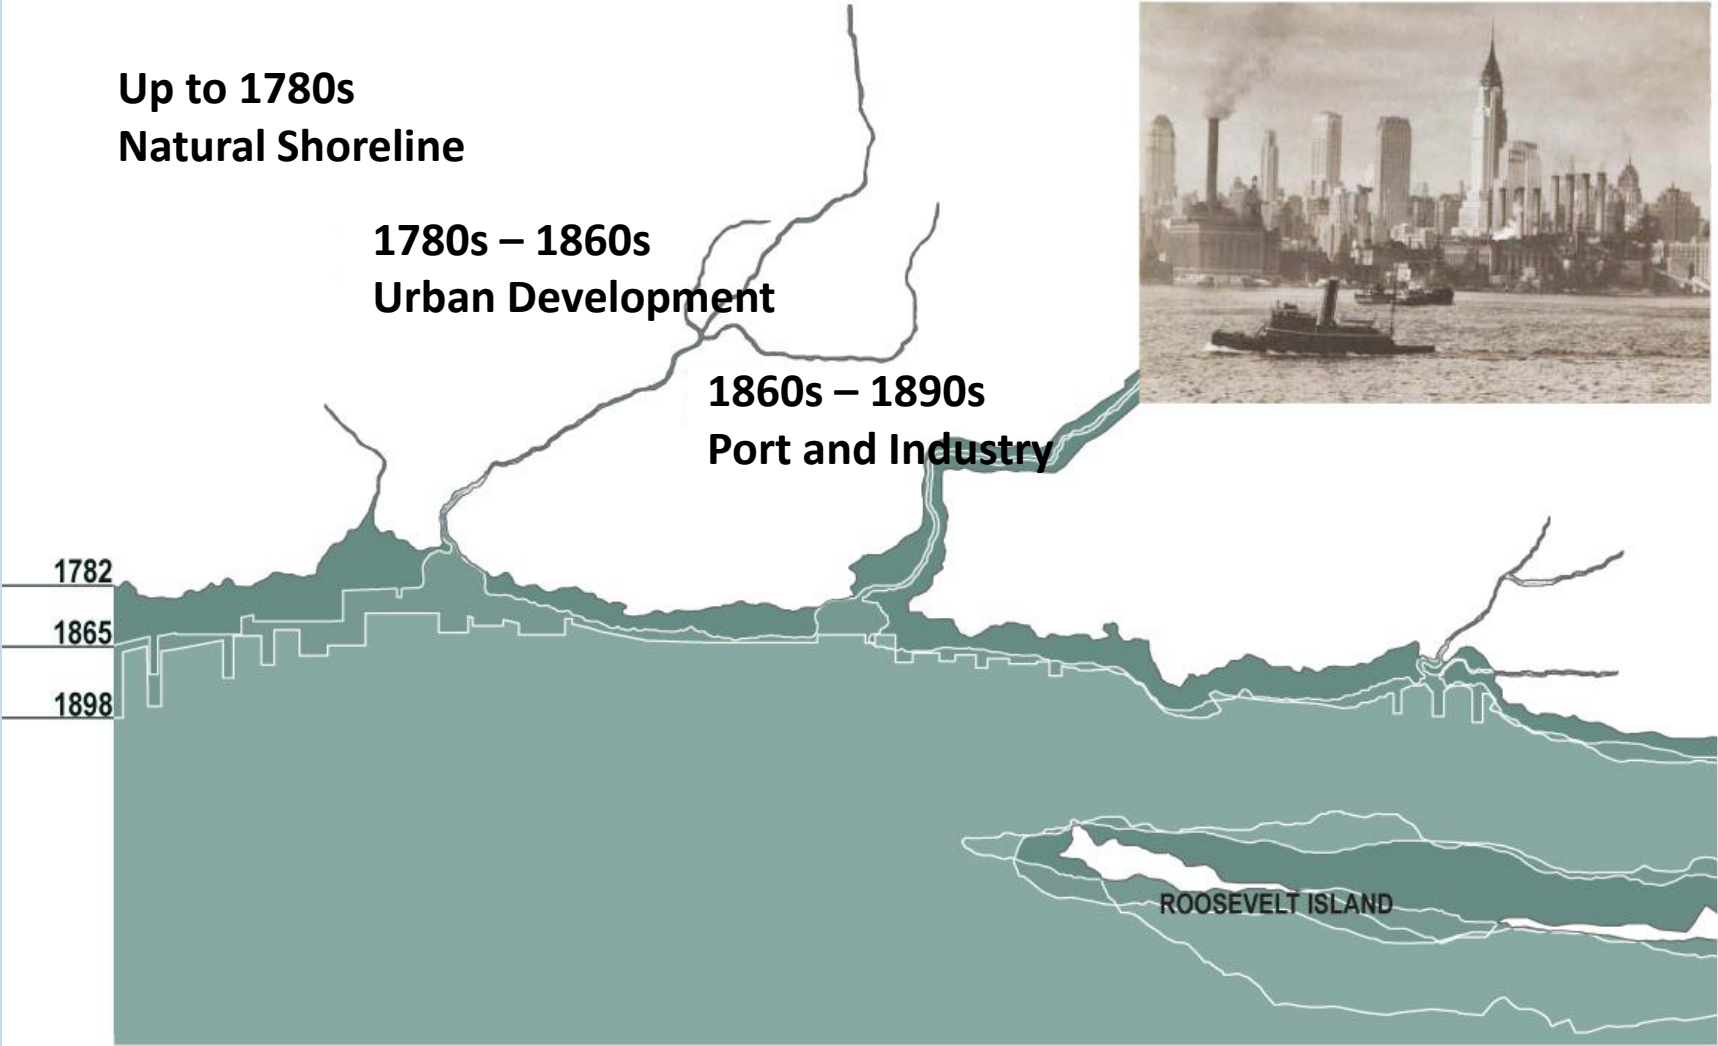 Up to 1780s
Natural Shoreline
1780s – 1860s
Urban Development
1860s – 1890s
Port and Industry
1782
1865
1898
ROOSEVELT ISLAND